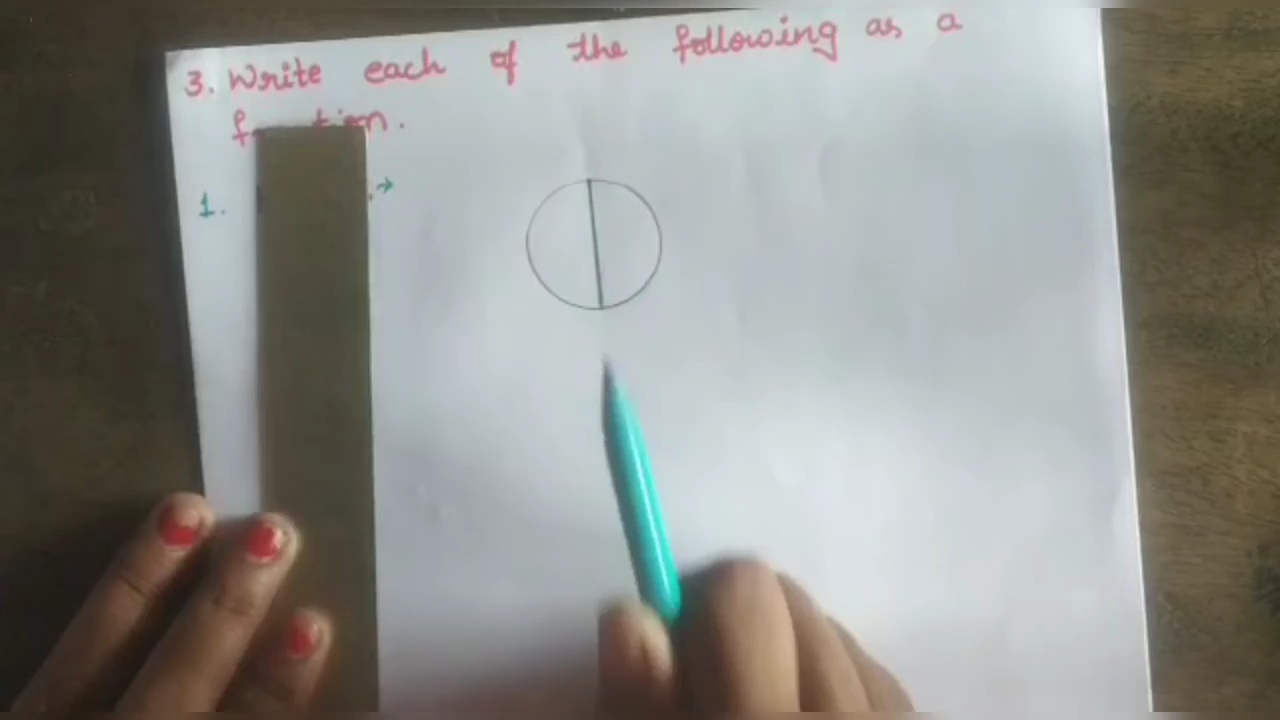 3. Write each of the following as a
1. →